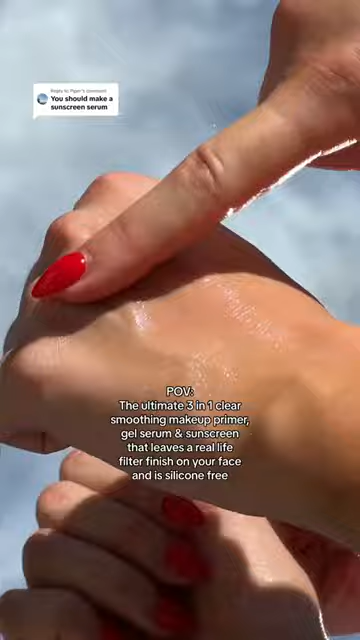 Reply to Piper's comment
You should make a
sunscreen serum
POV:
The ultimate 3 in 1 clear
smoothing makeup primer,
gel serum & sunscreen
that leaves a real life
filter finish on your face
and is silicone free